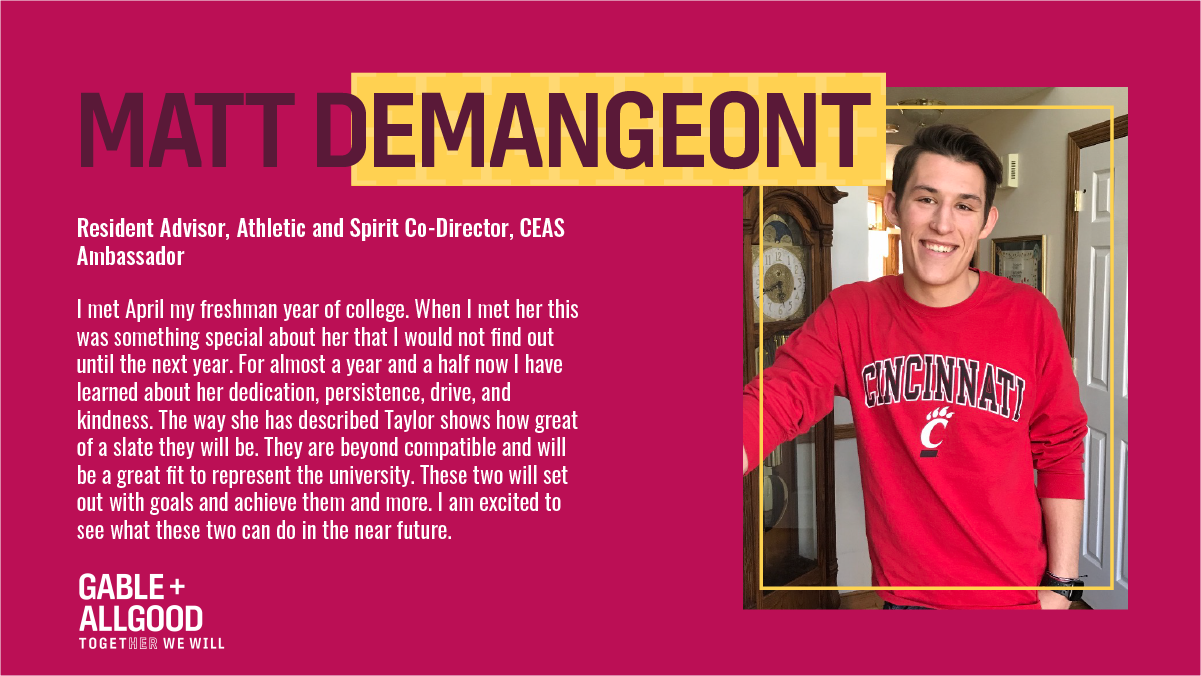 MATT DEMANGEONT
Resident Advisor, Athletic and Spirit Co-Director, CEAS
Ambassador
I met April my freshman year of college. When I met her this
was something special about her that I would not find out
until the next year. For almost a year and a half now I have
learned about her dedication, persistence, drive, and
kindness. The way she has described Taylor shows how great
of a slate they will be. They are beyond compatible and will
be a great fit to represent the university. These two will set
out with goals and achieve them and more. I am excited to
see what these two can do in the near future.
GABLE +
ALLGOOD
TOGETHER WE WILL
CINCINNATI
C